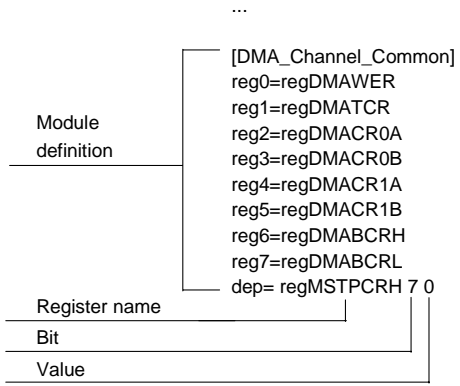 ...
[DMA_Channel_Common]
reg0=regDMAWER
reg1=regDMATCR
Module
definition
reg2=regDMACR0A
reg3=regDMACR0B
reg4=regDMACR1A
reg5=regDMACR1B
reg6=regDMABCRH
reg7=regDMABCRL
dep= regMSTPCRH 7 0
Register name
Bit
Value